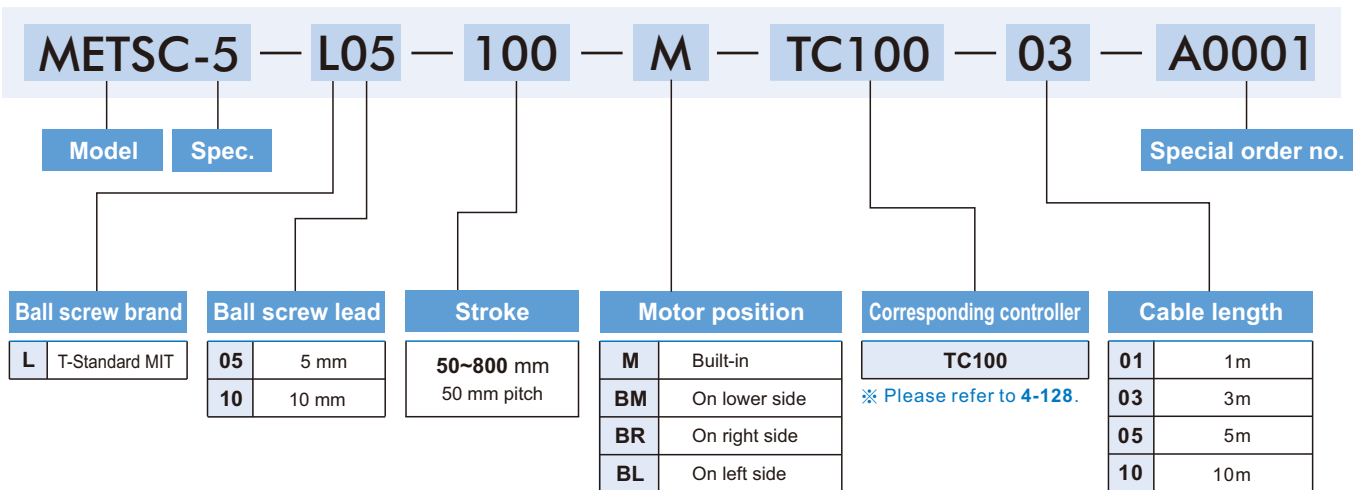 METSC-5 — L05 — 100 — M — TC100 — 03 — A0001
Model
Spec.
Special order no.
Ball screw brand
L T-Standard MIT
Ball screw lead
05 5 mm
10 10 mm
Stroke
50~800 mm
50 mm pitch
Motor position
M Built-in
BM On lower side
BR On right side
BL On left side
Corresponding controller
TC100
※ Please refer to 4-128.
Cable length
01 1m
03 3m
05 5m
10 10m